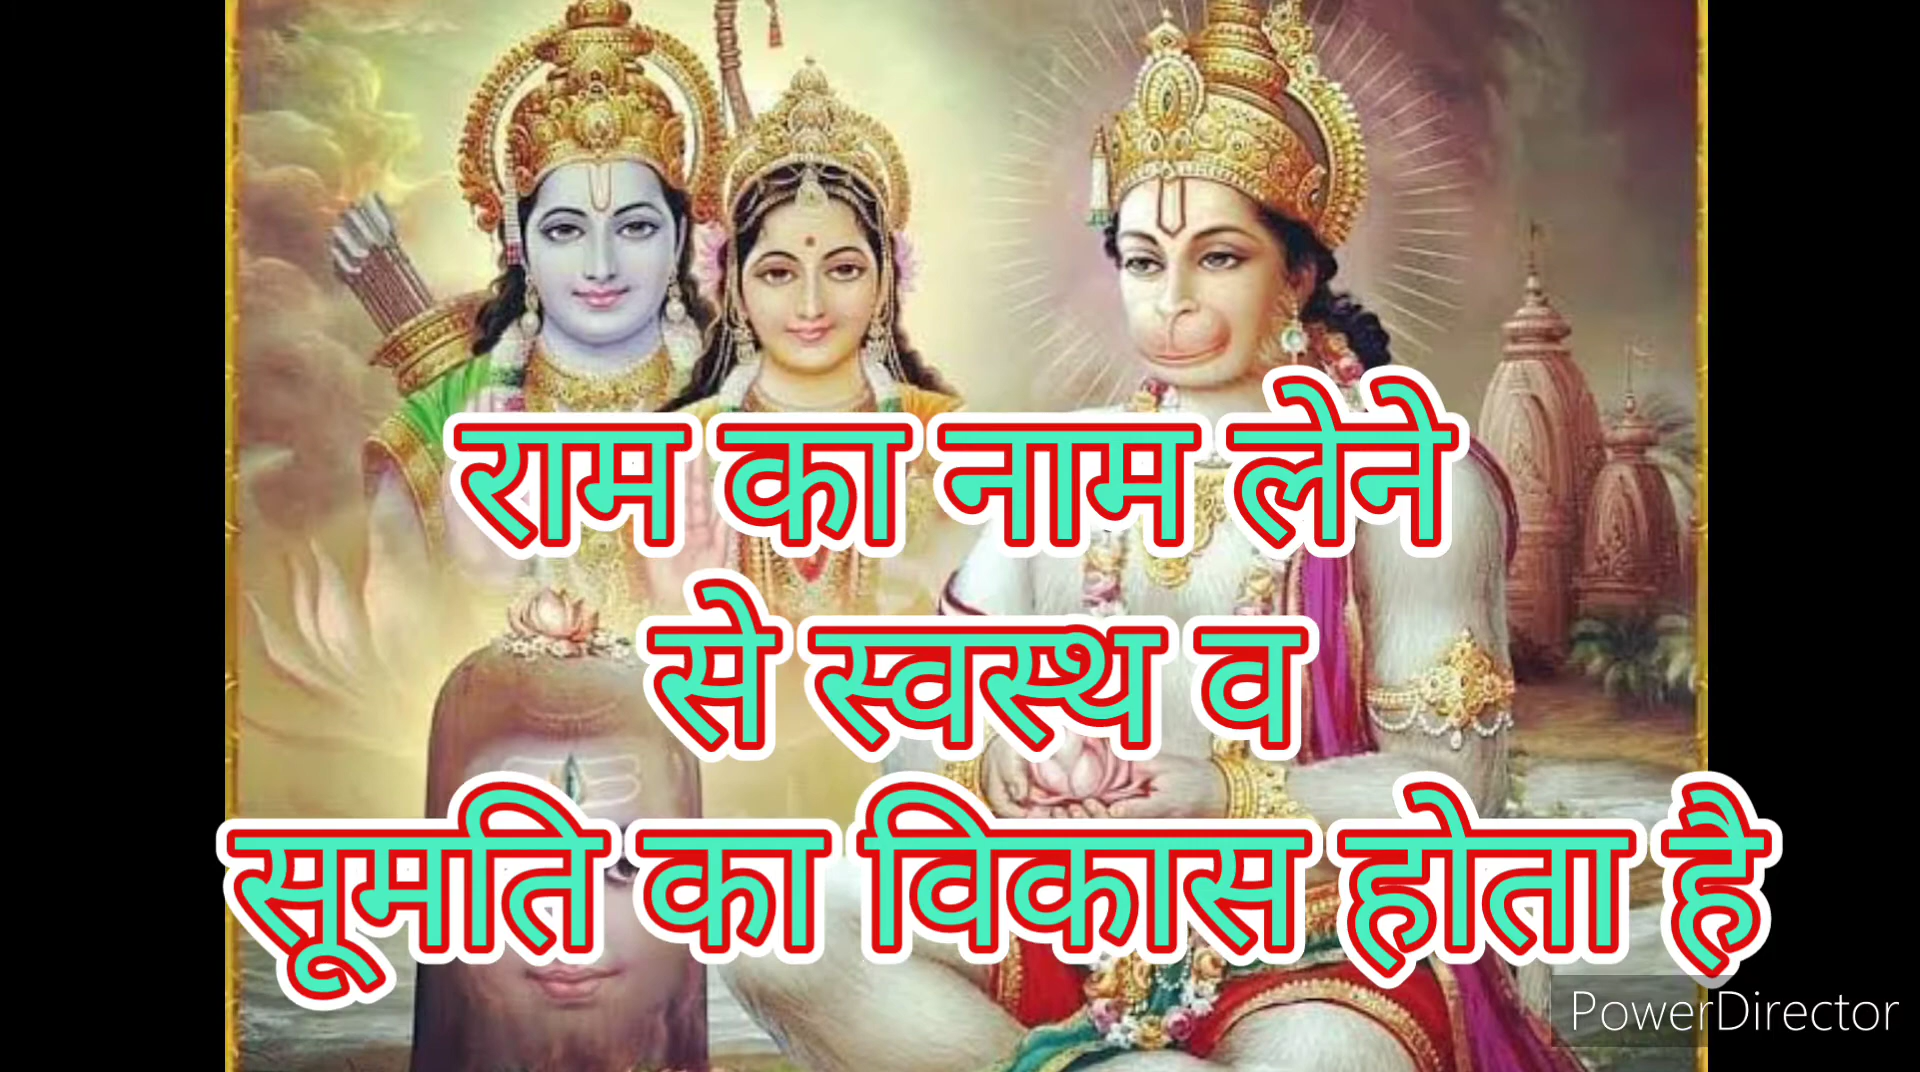 राम का नाम लेने
से स्वस्थ व
सूमति का विकास होता है
PowerDirector